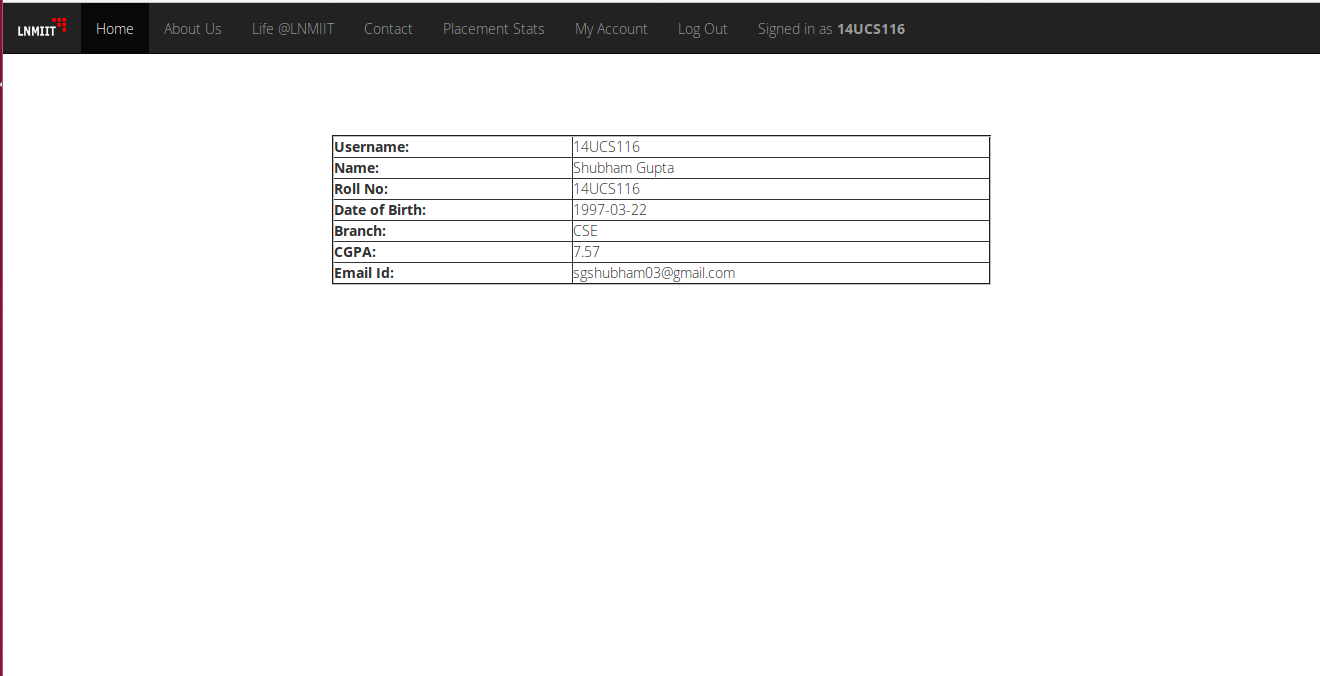 LNMIIT Home About Us Life @LNMIIT Contact Placement Stats My Account Log Out Signed in as 14UCS116
Username: 14UCS116
Name: Shubham Gupta
Roll No: 14UCS116
Date of Birth: 1997-03-22
Branch: CSE
CGPA: 7.57
Email Id: sgshubham03@gmail.com